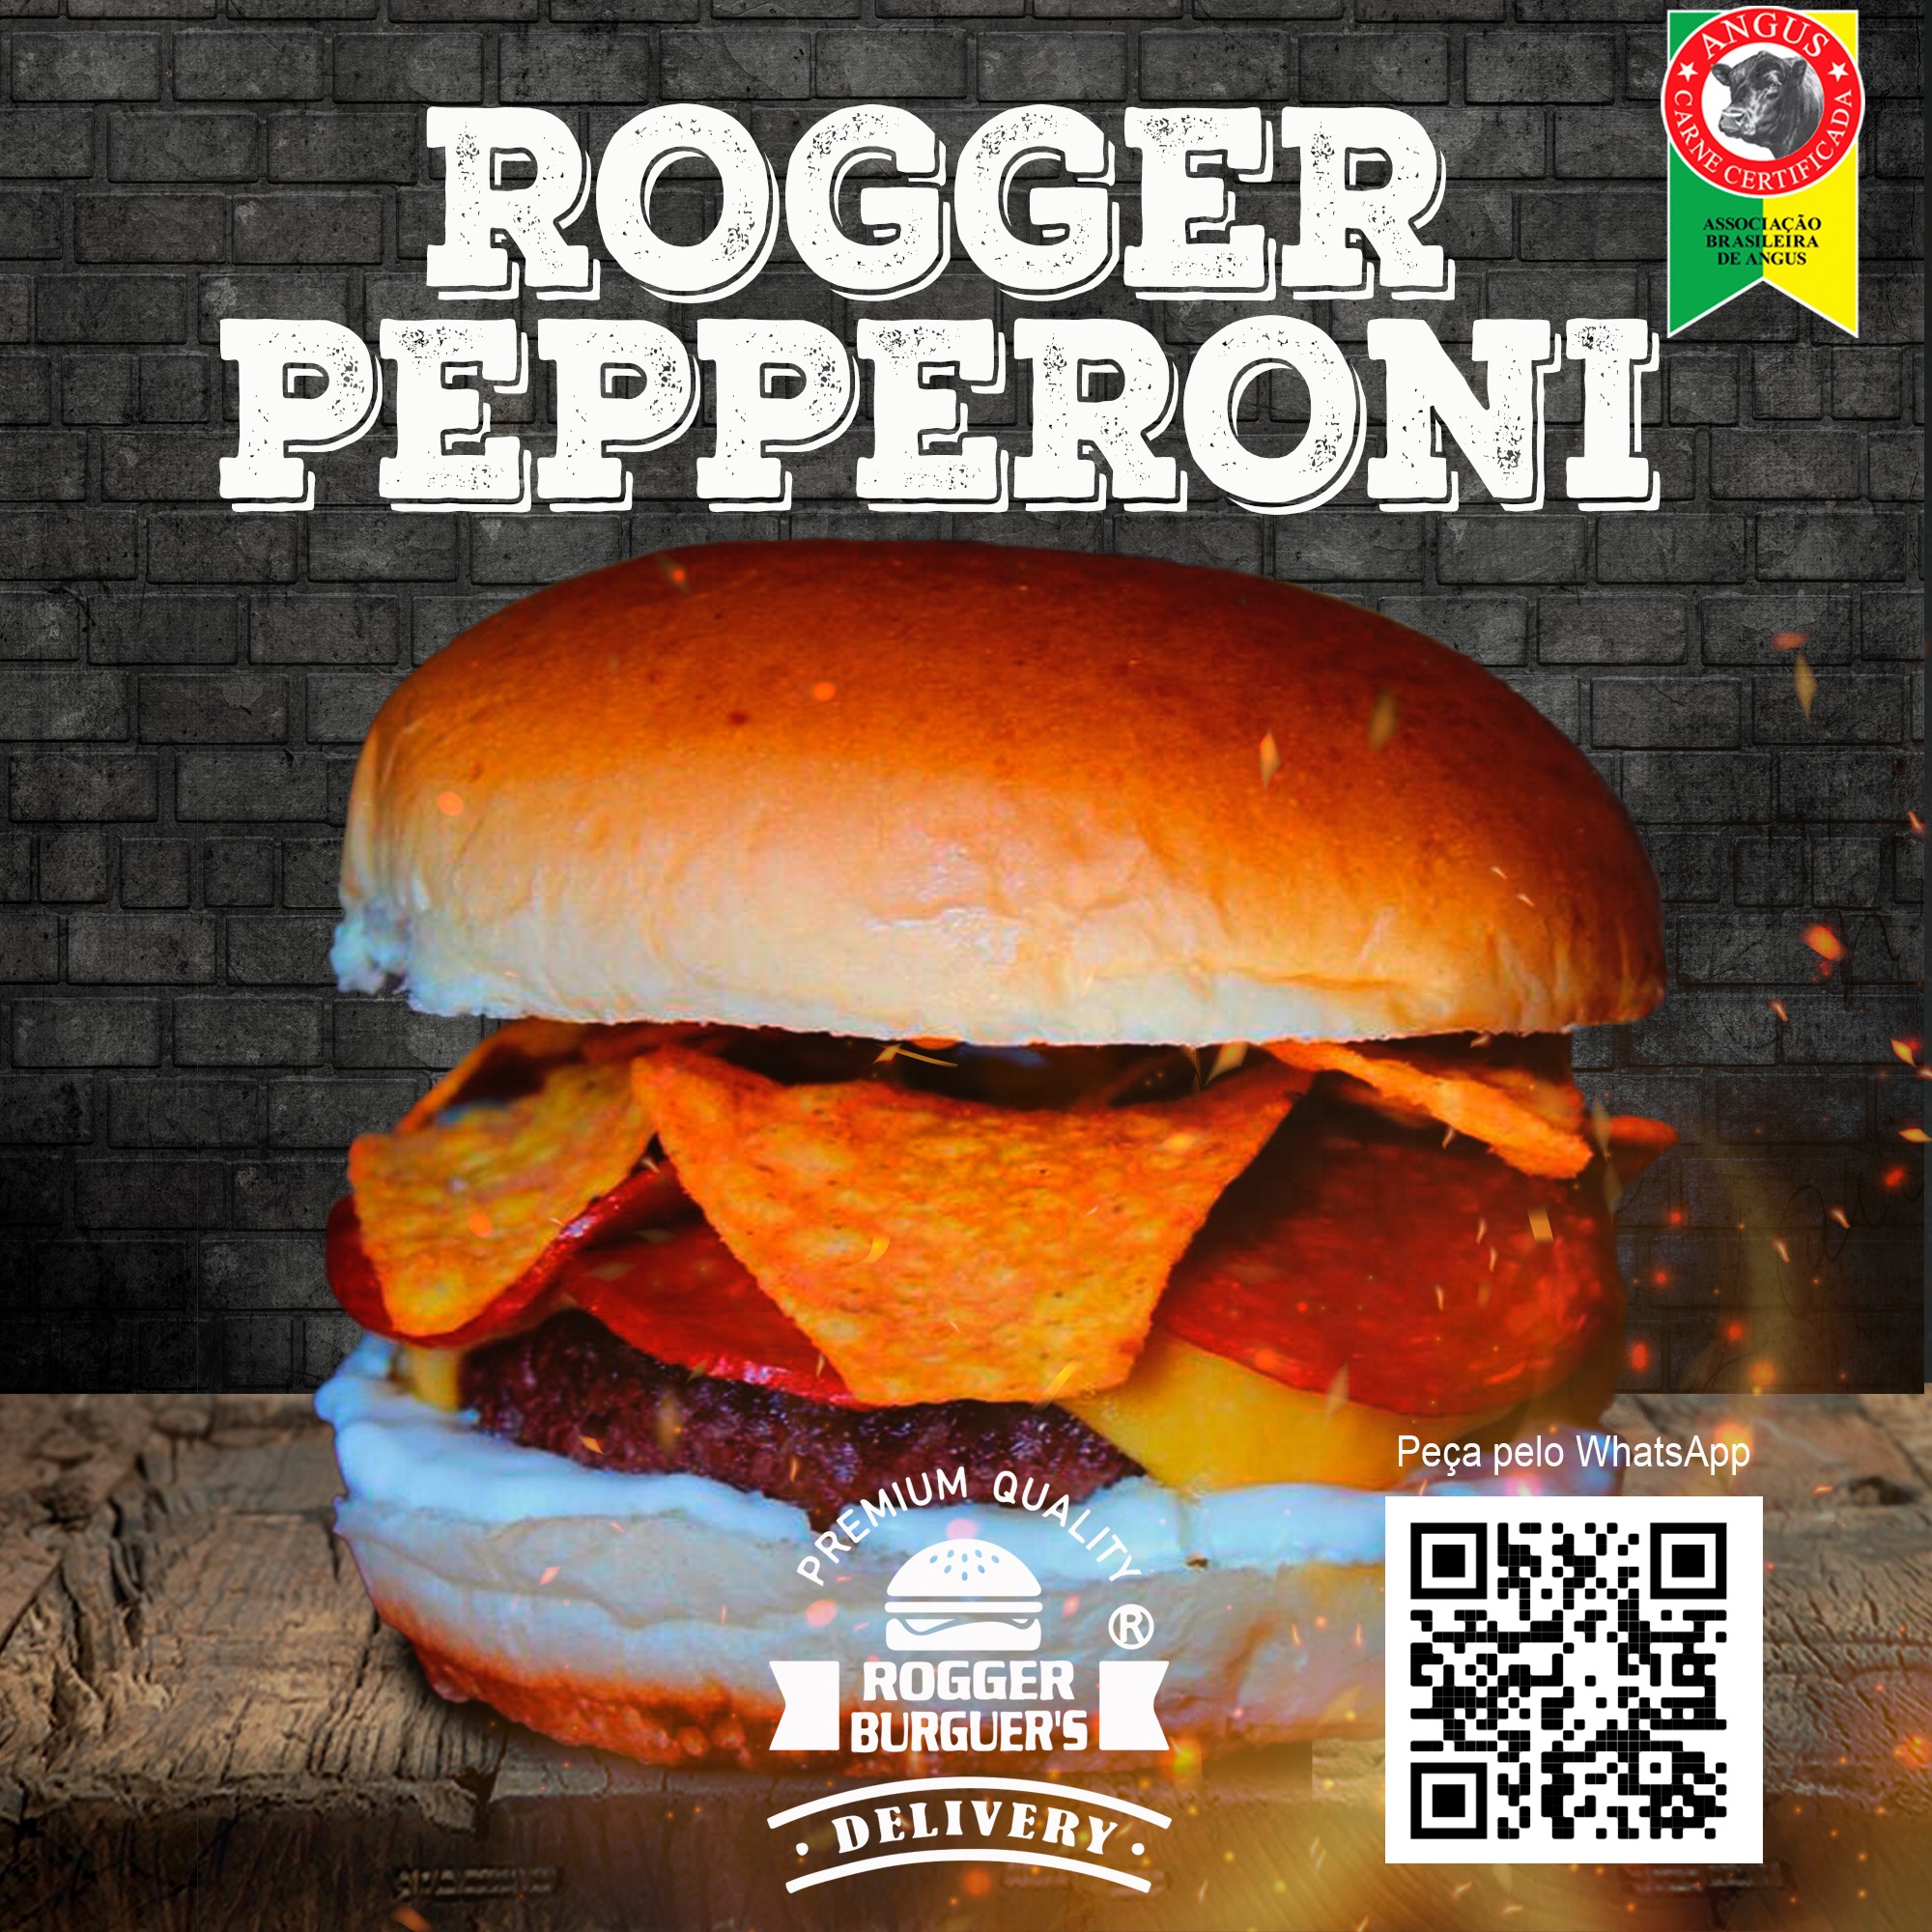 ANGUS
CARNE CERTIFICADA
ASSOCIAÇÃO
BRASILEIRA
DE ANGUS
ROGGER
PEPPERONI
Peça pelo WhatsApp
PREMIUM QUALITY
®
ROGGER
BURGUER'S
DELIVERY